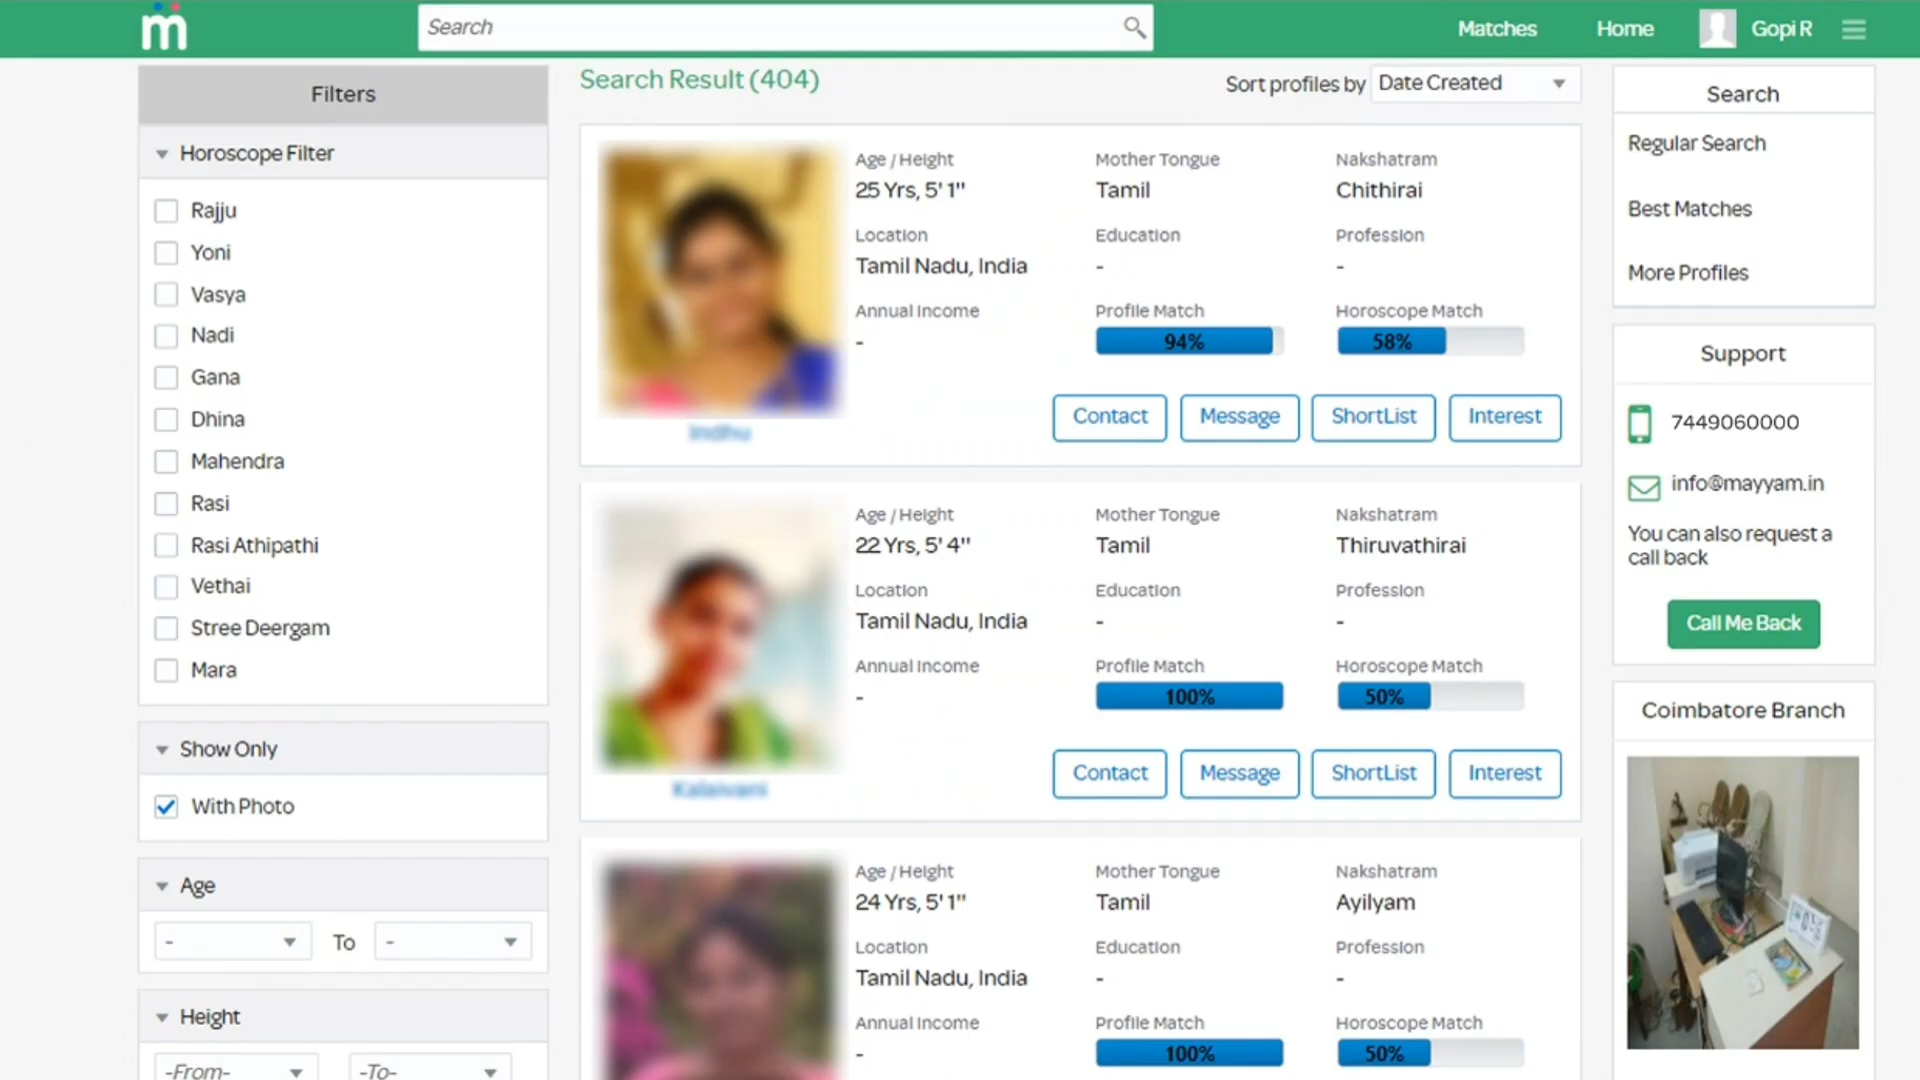 m
Search
Matches
Home
Gopi R
Filters
Horoscope Filter
Rajju
Yoni
Vasya
Nadi
Gana
Dhina
Mahendra
Rasi
Rasi Athipathi
Vethai
Stree Deergam
Mara
Show Only
With Photo
Age
- To -
Height
-From- -To-
Search Result (404)
Sort profiles by Date Created
Age / Height
25 Yrs, 5' 1"
Mother Tongue
Tamil
Nakshatram
Chithirai
Location
Tamil Nadu, India
Education
-
Profession
-
Annual Income
-
Profile Match
94%
Horoscope Match
58%
Contact
Message
ShortList
Interest
Indhu
Age / Height
22 Yrs, 5' 4"
Mother Tongue
Tamil
Nakshatram
Thiruvathirai
Location
Tamil Nadu, India
Education
-
Profession
-
Annual Income
-
Profile Match
100%
Horoscope Match
50%
Contact
Message
ShortList
Interest
Kalaivani
Age / Height
24 Yrs, 5' 1"
Mother Tongue
Tamil
Nakshatram
Ayilyam
Location
Tamil Nadu, India
Education
-
Profession
-
Annual Income
-
Profile Match
100%
Horoscope Match
50%
Search
Regular Search
Best Matches
More Profiles
Support
7449060000
info@mayyam.in
You can also request a
call back
Call Me Back
Coimbatore Branch